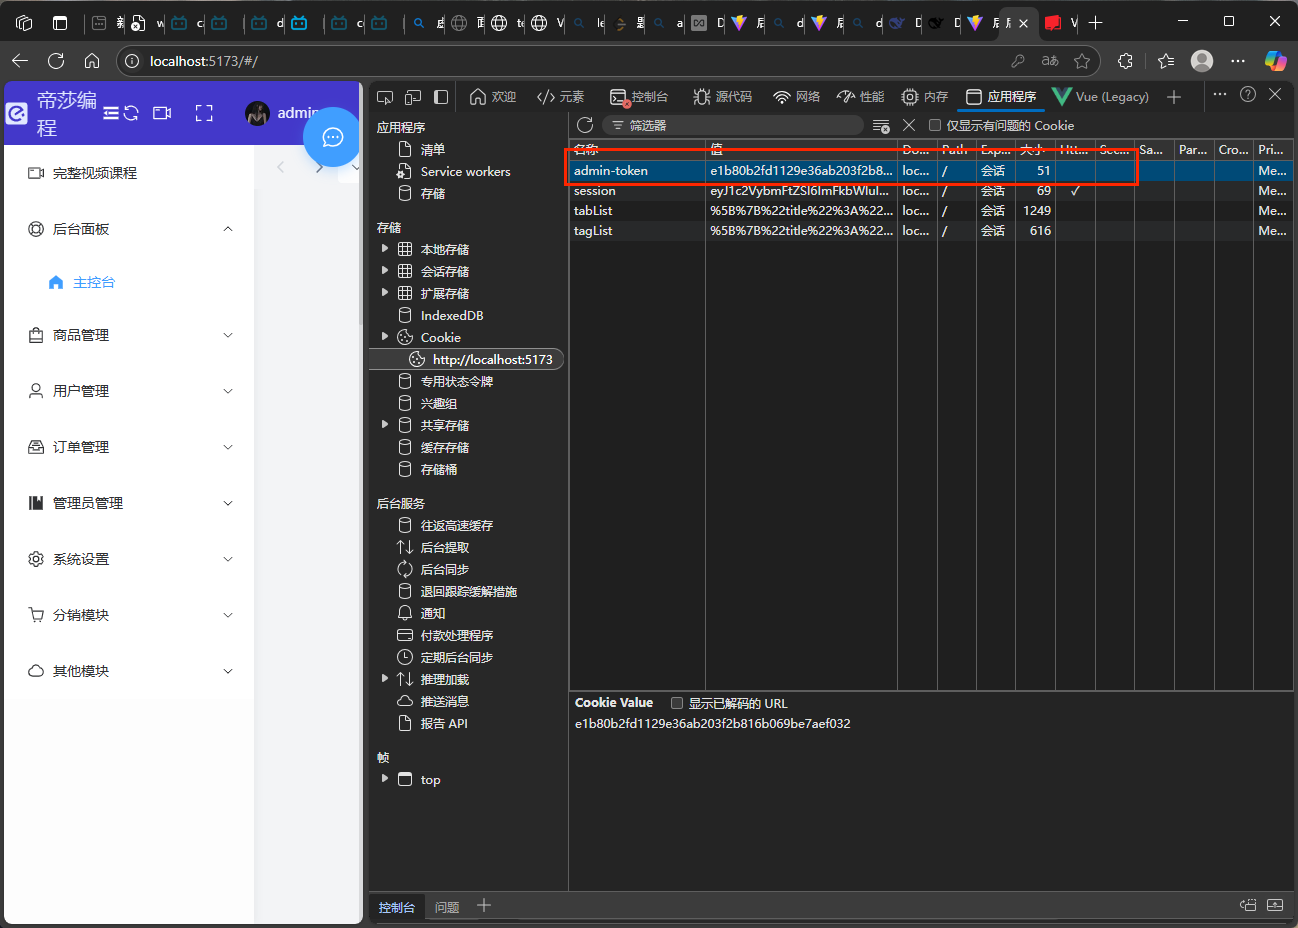 localhost:5173/#/
帝莎编程
admin
完整视频课程
后台面板
主控台
商品管理
用户管理
订单管理
管理员管理
系统设置
分销模块
其他模块
欢迎
元素
控制台
源代码
网络
性能
内存
应用程序
Vue (Legacy)
应用程序
清单
Service workers
存储
存储
本地存储
会话存储
扩展存储
IndexedDB
Cookie
http://localhost:5173
专用状态令牌
兴趣组
共享存储
缓存存储
存储桶
后台服务
往返高速缓存
后台提取
后台同步
退回跟踪缓解措施
通知
付款处理程序
定期后台同步
推理加载
推送消息
报告 API
帧
top
筛选器
仅显示有问题的 Cookie
名称 值 Do... Path Exp... 大小 Htt... Sec... Sa... Par... Cro... Pri...
admin-token e1b80b2fd1129e36ab203f2b8... loc... / 会话 51 Me...
session eyJ1c2VybmFtZSI6ImFkbWluI... loc... / 会话 69 ✓ Me...
tabList %5B%7B%22title%22%3A%22... loc... / 会话 1249 Me...
tagList %5B%7B%22title%22%3A%22... loc... / 会话 616 Me...
Cookie Value 显示已解码的 URL
e1b80b2fd1129e36ab203f2b816b069be7aef032
控制台 问题